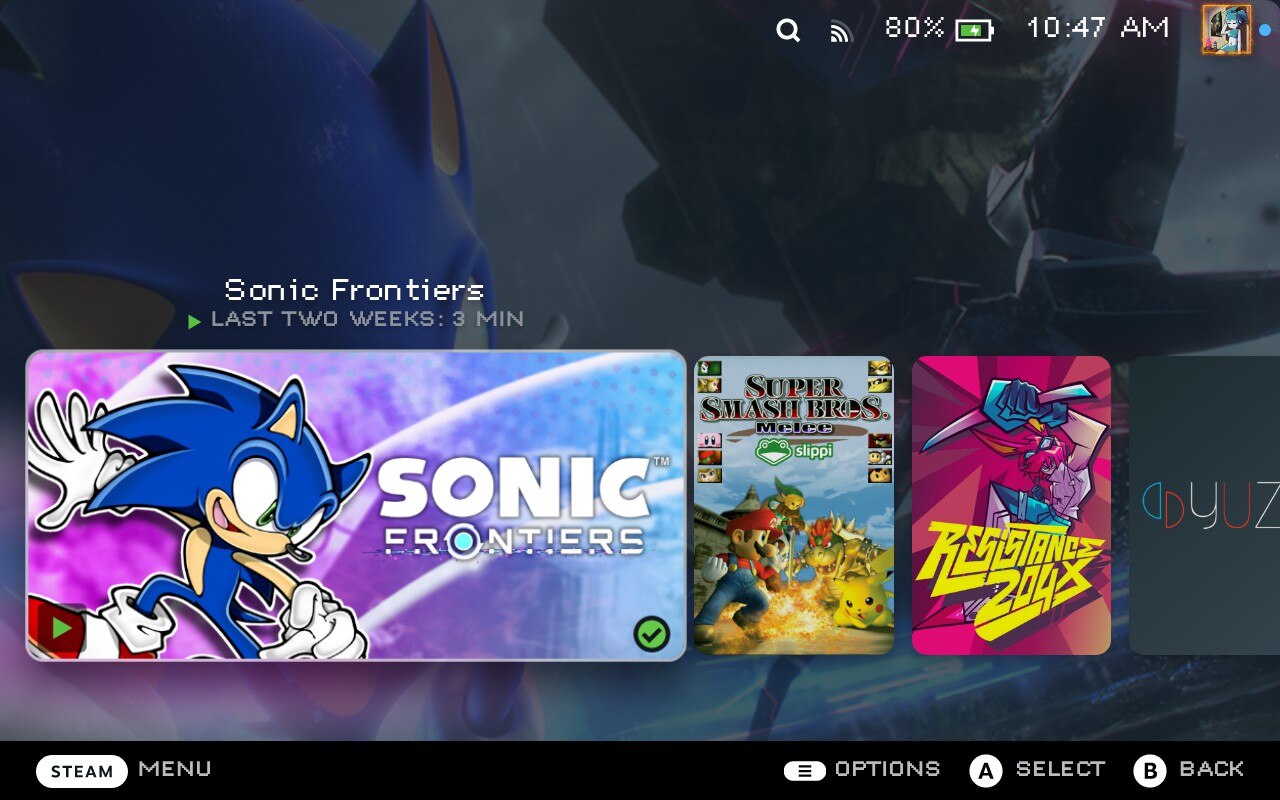 80%
10:47 AM
Sonic Frontiers
LAST TWO WEEKS: 3 MIN
SONIC™
FRONTIERS
SUPER
SMASH BROS.
Melee
slippi
RESISTANCE
204X
YUZ
STEAM MENU
OPTIONS
A SELECT
B BACK